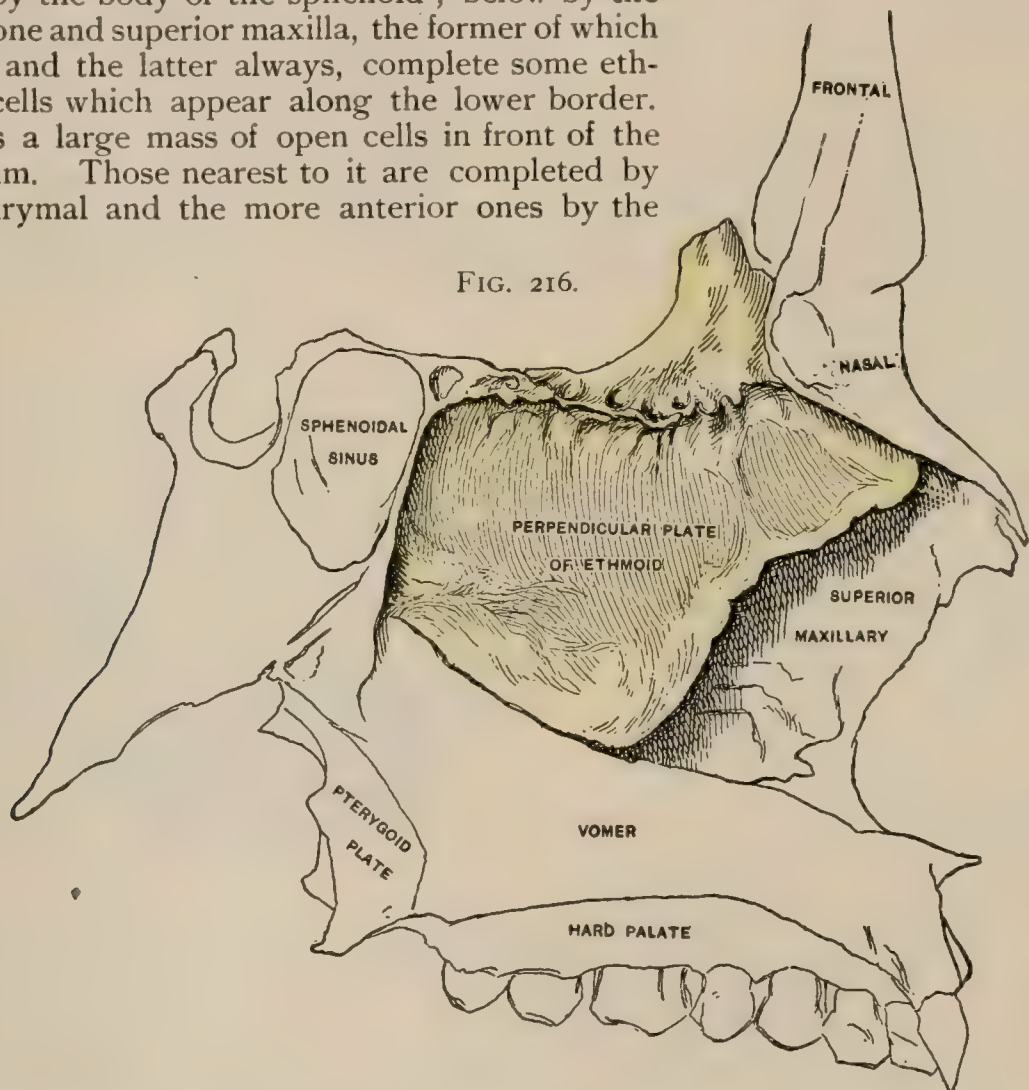 by the body of the sphenoid; below by the
one and superior maxilla, the former of which
and the latter always, complete some eth-
cells which appear along the lower border.
s a large mass of open cells in front of the
m. Those nearest to it are completed by
rymal and the more anterior ones by the
FIG. 216.
FRONTAL
NASAL
SPHENOIDAL
SINUS
PERPENDICULAR PLATE
OF ETHMOID
SUPERIOR
MAXILLARY
PTERYGOID
PLATE
VOMER
HARD PALATE